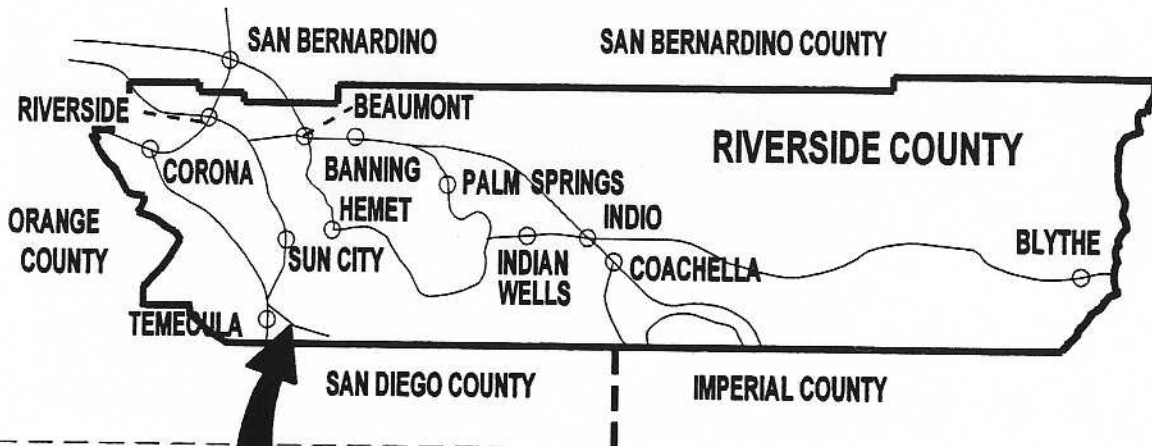 SAN BERNARDINO
SAN BERNARDINO COUNTY
RIVERSIDE
BEAUMONT
RIVERSIDE COUNTY
CORONA
BANNING
PALM SPRINGS
HEMET
ORANGE
COUNTY
SUN CITY
INDIAN
WELLS
INDIO
COACHELLA
BLYTHE
TEMECULA
SAN DIEGO COUNTY
IMPERIAL COUNTY